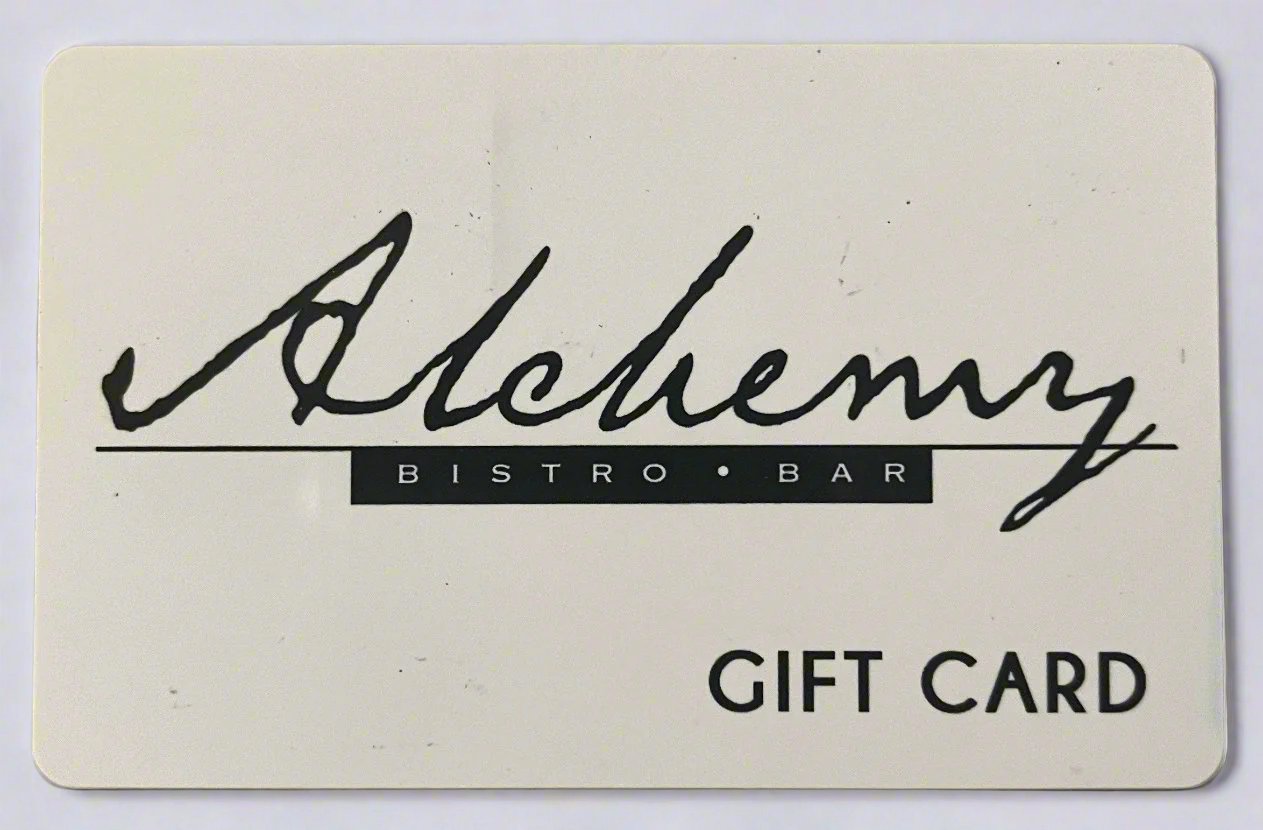 Alchemy
BISTRO • BAR
GIFT CARD